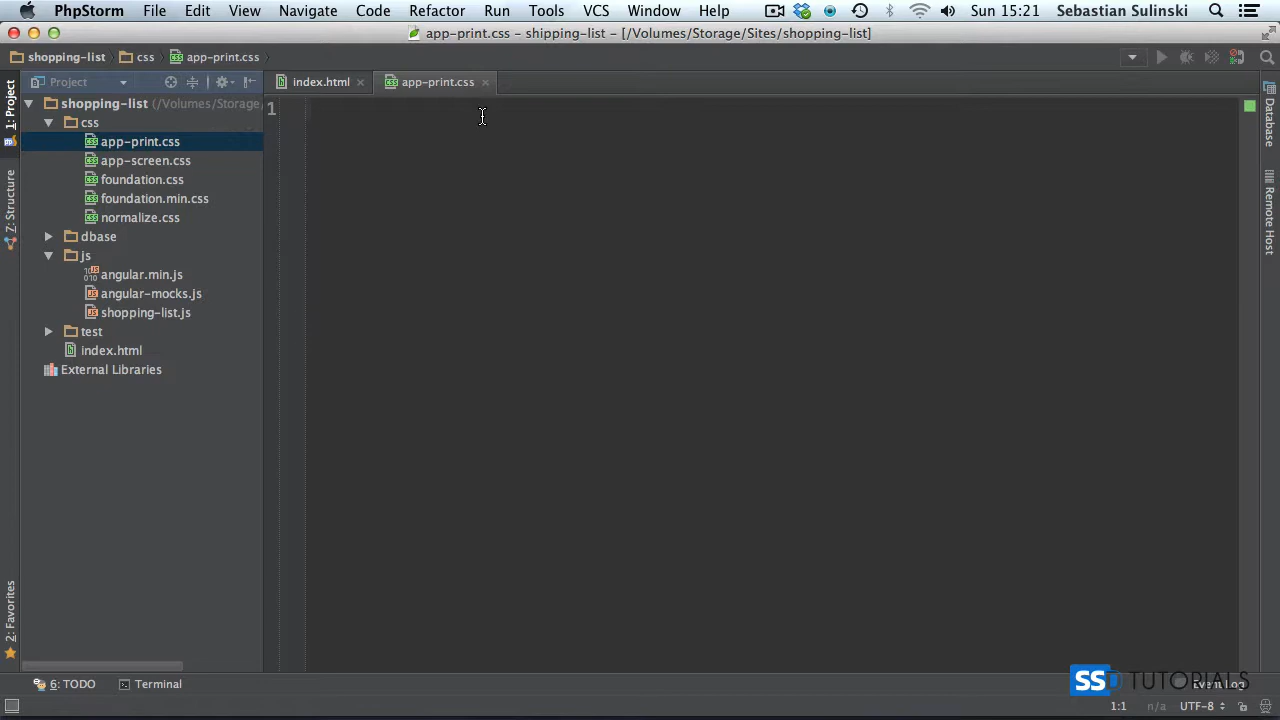 PhpStorm File Edit View Navigate Code Refactor Run Tools VCS Window Help Sun 15:21 Sebastian Sulinski
app-print.css - shipping-list - [/Volumes/Storage/Sites/shopping-list]
shopping-list css app-print.css
Project index.html app-print.css
1: Project
Z: Structure
2: Favorites
shopping-list (/Volumes/Storage
css
app-print.css
app-screen.css
foundation.css
foundation.min.css
normalize.css
dbase
js
angular.min.js
angular-mocks.js
shopping-list.js
test
index.html
External Libraries
1
Database
Remote Host
SSD TUTORIALS
6: TODO Terminal Event Log
1:1 n/a UTF-8